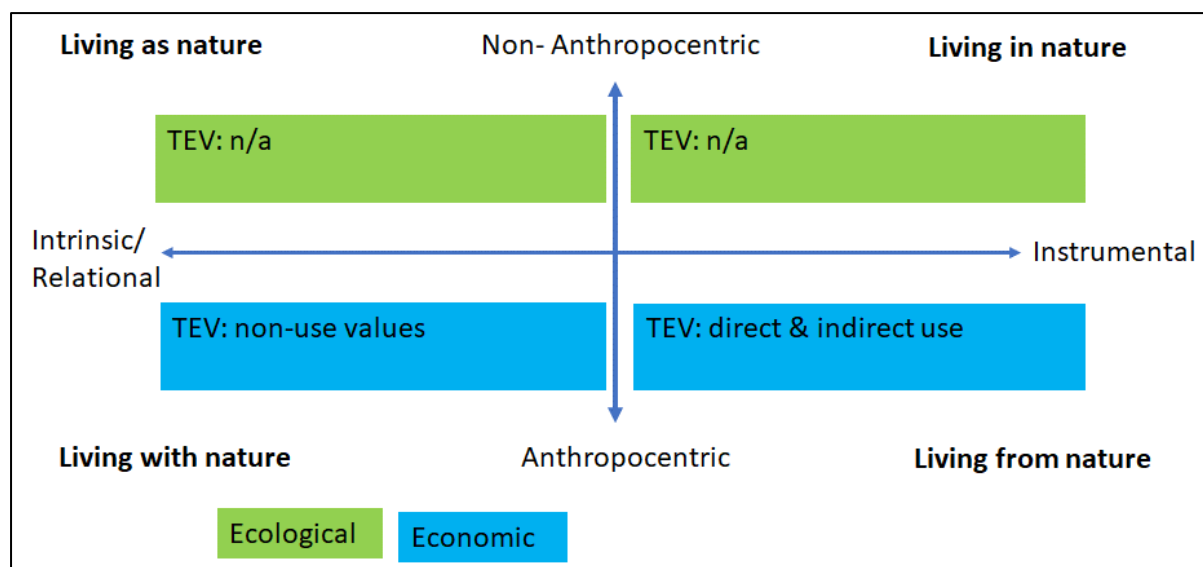 Living as nature
Non- Anthropocentric
Living in nature
TEV: n/a
TEV: n/a
Intrinsic/
Relational
Instrumental
TEV: non-use values
TEV: direct & indirect use
Living with nature
Anthropocentric
Living from nature
Ecological
Economic